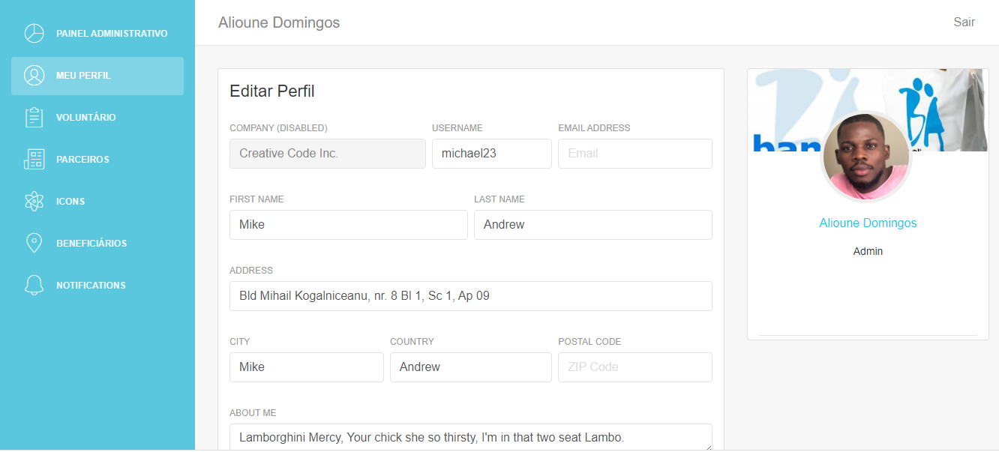 Alioune Domingos
Sair
PAINEL ADMINISTRATIVO
MEU PERFIL
VOLUNTÁRIO
PARCEIROS
ICONS
BENEFICIÁRIOS
NOTIFICATIONS
Editar Perfil
COMPANY (DISABLED)
USERNAME
EMAIL ADDRESS
Creative Code Inc.
michael23
Email
FIRST NAME
LAST NAME
Mike
Andrew
ADDRESS
Bld Mihail Kogalniceanu, nr. 8 Bl 1, Sc 1, Ap 09
CITY
COUNTRY
POSTAL CODE
Mike
Andrew
ZIP Code
ABOUT ME
Lamborghini Mercy, Your chick she so thirsty, I'm in that two seat Lambo.
BA
Alioune Domingos
Admin